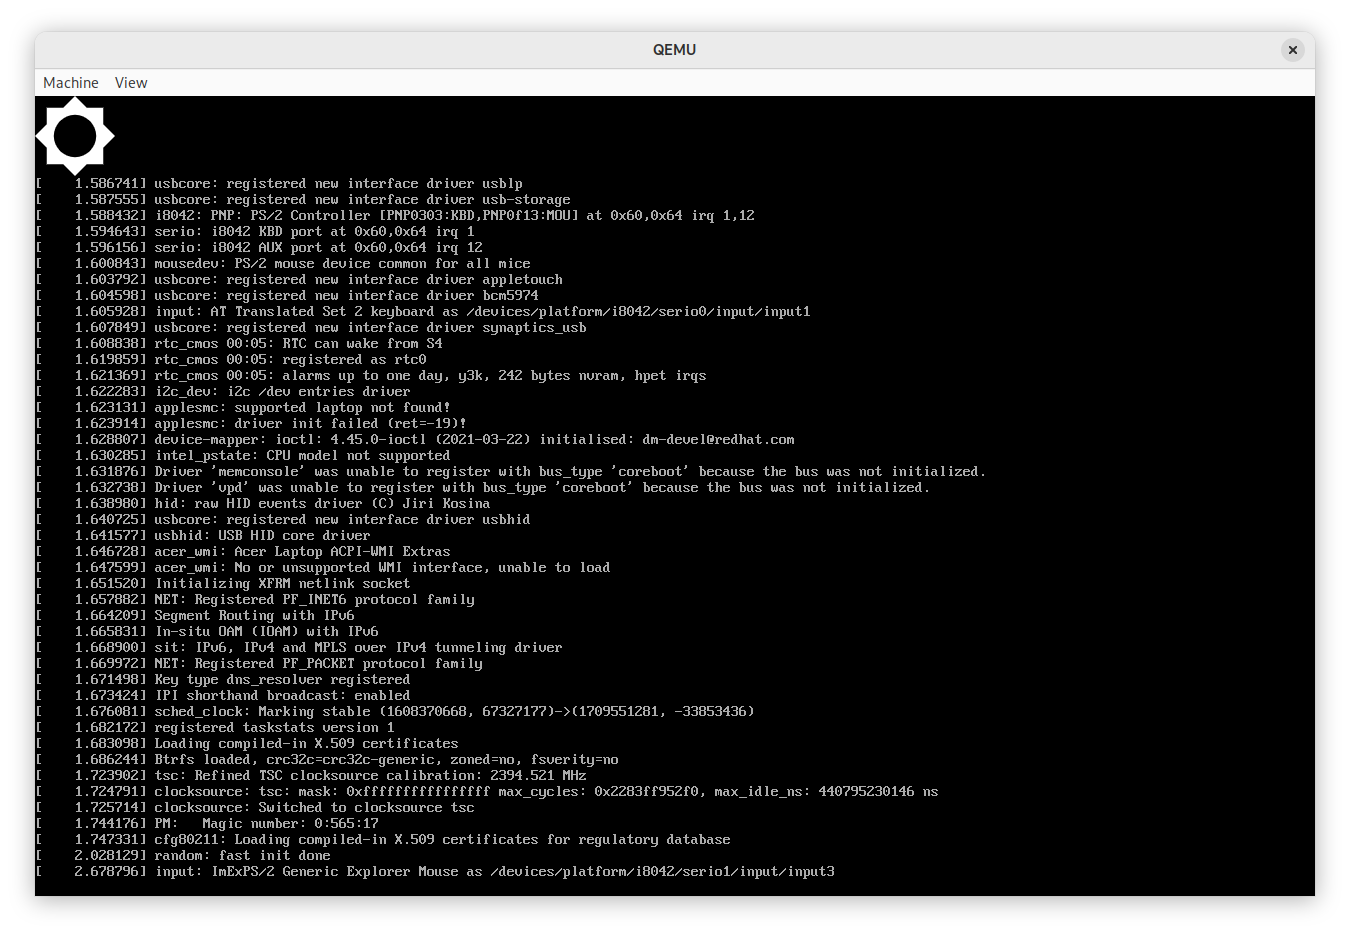 QEMU
Machine View
[    1.586741] usbcore: registered new interface driver usblp
[    1.587555] usbcore: registered new interface driver usb-storage
[    1.588432] i8042: PNP: PS/2 Controller [PNP0303:KBD,PNP0f13:MOU] at 0x60,0x64 irq 1,12
[    1.594643] serio: i8042 KBD port at 0x60,0x64 irq 1
[    1.596156] serio: i8042 AUX port at 0x60,0x64 irq 12
[    1.600843] mousedev: PS/2 mouse device common for all mice
[    1.603792] usbcore: registered new interface driver appletouch
[    1.604598] usbcore: registered new interface driver bcm5974
[    1.605928] input: AT Translated Set 2 keyboard as /devices/platform/i8042/serio0/input/input1
[    1.607849] usbcore: registered new interface driver synaptics_usb
[    1.608838] rtc_cmos 00:05: RTC can wake from S4
[    1.619859] rtc_cmos 00:05: registered as rtc0
[    1.621369] rtc_cmos 00:05: alarms up to one day, y3k, 242 bytes nvram, hpet irqs
[    1.622283] i2c_dev: i2c /dev entries driver
[    1.623131] applesmc: supported laptop not found!
[    1.623914] applesmc: driver init failed (ret=-19)!
[    1.628807] device-mapper: ioctl: 4.45.0-ioctl (2021-03-22) initialised: dm-devel@redhat.com
[    1.630285] intel_pstate: CPU model not supported
[    1.631876] Driver 'memconsole' was unable to register with bus_type 'coreboot' because the bus was not initialized.
[    1.632738] Driver 'vpd' was unable to register with bus_type 'coreboot' because the bus was not initialized.
[    1.638980] hid: raw HID events driver (C) Jiri Kosina
[    1.640725] usbcore: registered new interface driver usbhid
[    1.641577] usbhid: USB HID core driver
[    1.646728] acer_wmi: Acer Laptop ACPI-WMI Extras
[    1.647599] acer_wmi: No or unsupported WMI interface, unable to load
[    1.651520] Initializing XFRM netlink socket
[    1.657882] NET: Registered PF_INET6 protocol family
[    1.664209] Segment Routing with IPv6
[    1.665831] In-situ OAM (IOAM) with IPv6
[    1.668900] sit: IPv6, IPv4 and MPLS over IPv4 tunneling driver
[    1.669972] NET: Registered PF_PACKET protocol family
[    1.671498] Key type dns_resolver registered
[    1.673424] IPI shorthand broadcast: enabled
[    1.676081] sched_clock: Marking stable (1608370668, 67327177)->(1709551281, -33853436)
[    1.682172] registered taskstats version 1
[    1.683098] Loading compiled-in X.509 certificates
[    1.686244] Btrfs loaded, crc32c=crc32c-generic, zoned=no, fsverity=no
[    1.723902] tsc: Refined TSC clocksource calibration: 2394.521 MHz
[    1.724791] clocksource: tsc: mask: 0xffffffffffffffff max_cycles: 0x2283ff952f0, max_idle_ns: 440795230146 ns
[    1.725714] clocksource: Switched to clocksource tsc
[    1.744176] PM:   Magic number: 0:565:17
[    1.747331] cfg80211: Loading compiled-in X.509 certificates for regulatory database
[    2.028129] random: fast init done
[    2.678796] input: ImExPS/2 Generic Explorer Mouse as /devices/platform/i8042/serio1/input/input3